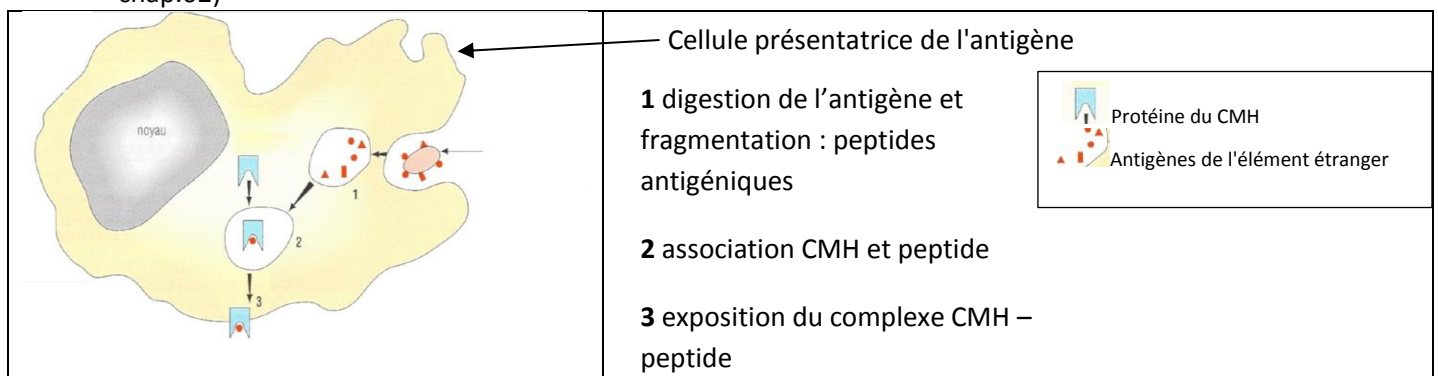 Cellule présentatrice de l'antigène
noyau
1
2
3
1 digestion de l’antigène et
fragmentation : peptides
antigéniques
2 association CMH et peptide
3 exposition du complexe CMH –
peptide
Protéine du CMH
Antigènes de l'élément étranger